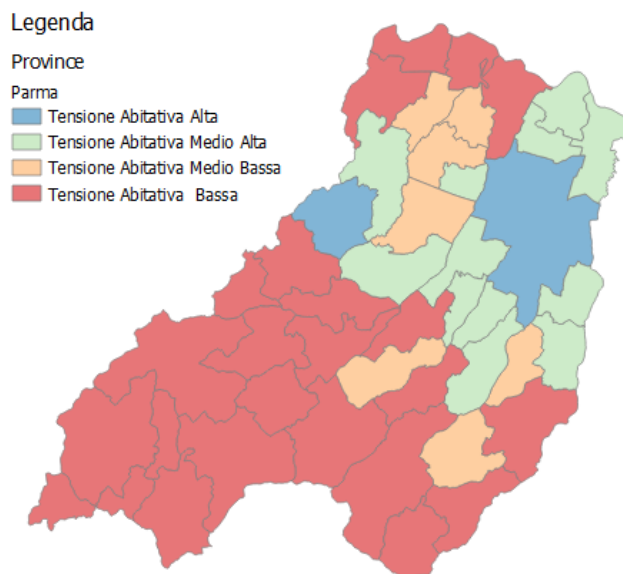 Legenda
Province
Parma
Tensione Abitativa Alta
Tensione Abitativa Medio Alta
Tensione Abitativa Medio Bassa
Tensione Abitativa Bassa